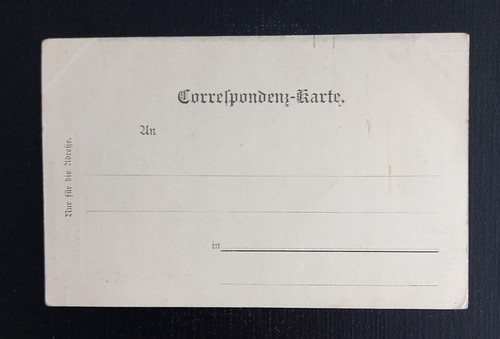 Correſpondenz-Karte.
An
in
Nur für die Adreſſe.